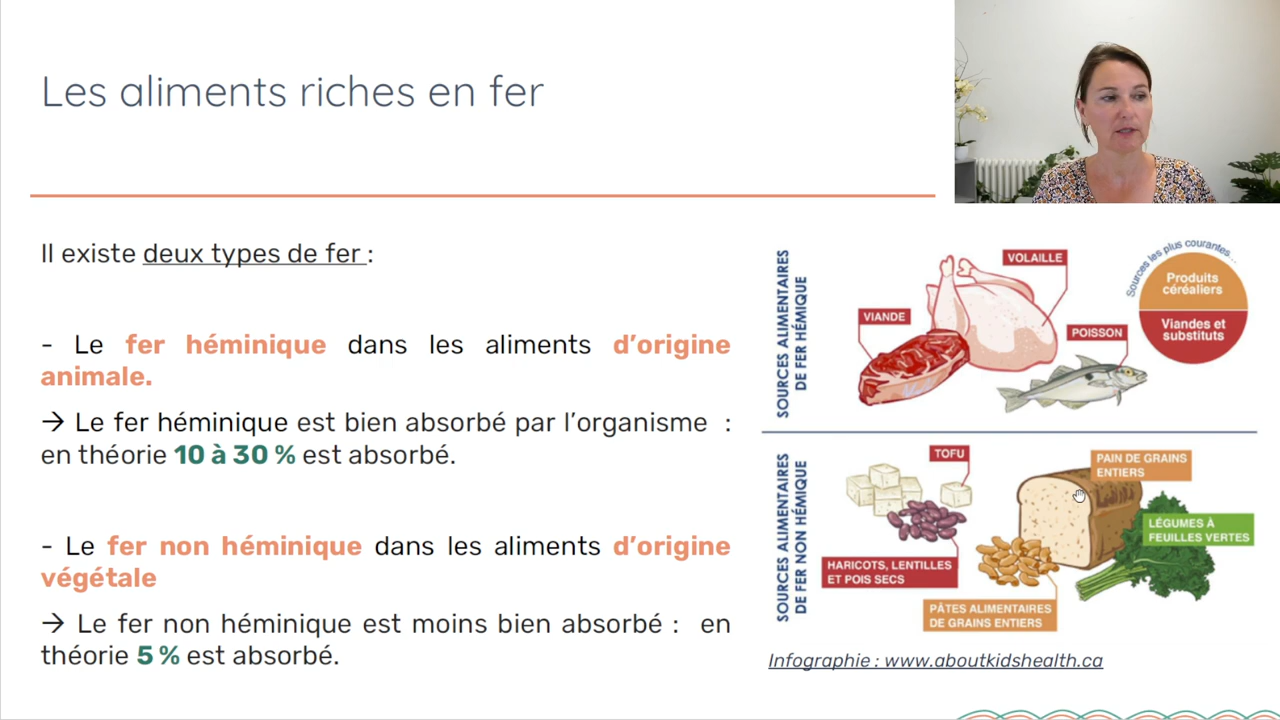 Les aliments riches en fer
Il existe deux types de fer :
- Le fer héminique dans les aliments d’origine
animale.
→ Le fer héminique est bien absorbé par l’organisme :
en théorie 10 à 30 % est absorbé.
- Le fer non héminique dans les aliments d’origine
végétale
→ Le fer non héminique est moins bien absorbé : en
théorie 5 % est absorbé.
SOURCES ALIMENTAIRES
DE FER HÉMIQUE
VIANDE
VOLAILLE
POISSON
Sources les plus courantes...
Produits
céréaliers
Viandes et
substituts
SOURCES ALIMENTAIRES
DE FER NON HÉMIQUE
TOFU
PAIN DE GRAINS
ENTIERS
LÉGUMES À
FEUILLES VERTES
HARICOTS, LENTILLES
ET POIS SECS
PÂTES ALIMENTAIRES
DE GRAINS ENTIERS
Infographie : www.aboutkidshealth.ca